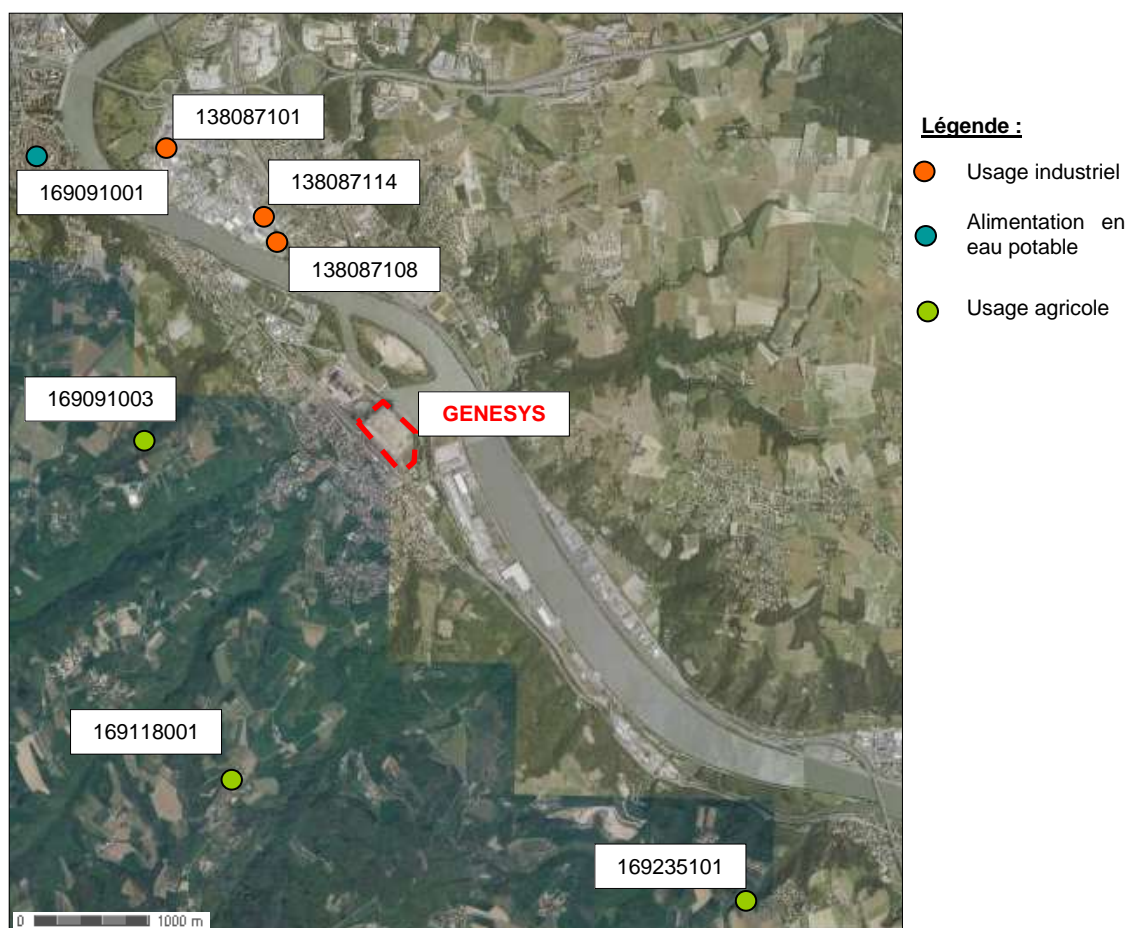 138087101
138087114
169091001
138087108
169091003
GENESYS
169118001
169235101
0 1000 m
Légende :
Usage industriel
Alimentation en
eau potable
Usage agricole